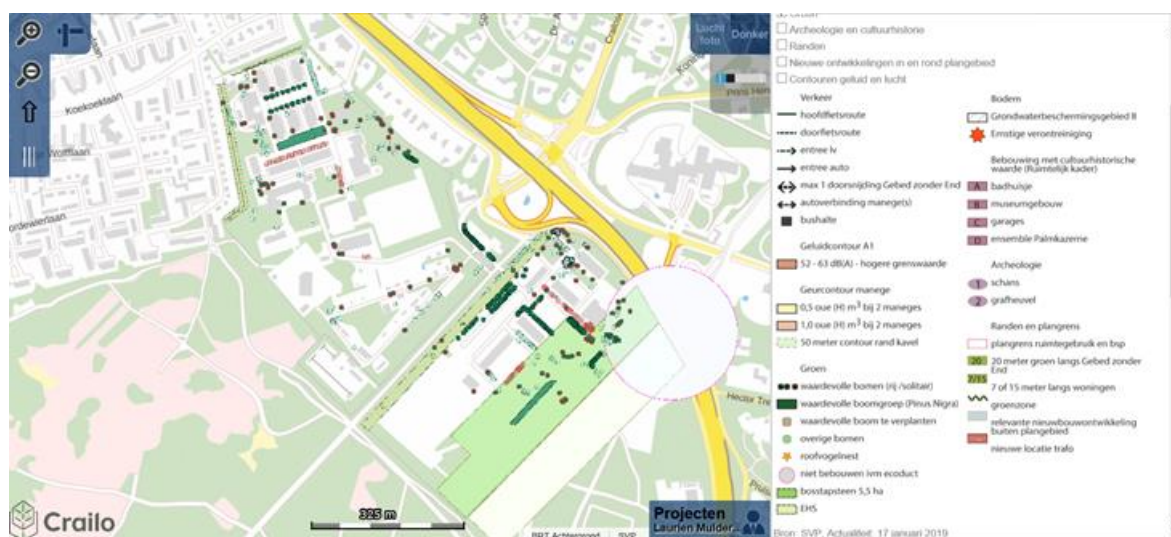 Lucht
foto
Donker
Koekoeklaan
Crailo
325 m
Projecten
Laurien Mulder...
BRT Achtergrond
SVP
Archeologie en cultuurhistorie
Randen
Nieuwe ontwikkelingen in en rond plangebied
Contouren geluid en lucht
Verkeer
hoofdfietsroute
doorfietsroute
entree lv
entree auto
max 1 doorsnijding Gebed zonder End
autoverbinding manege(s)
bushalte
Geluidcontour A1
52 - 63 dB(A) - hogere grenswaarde
Geurcontour manege
0,5 oue (H) m³ bij 2 maneges
1,0 oue (H) m³ bij 2 maneges
50 meter contour rand kavel
Groen
waardevolle bomen (rij /solitair)
waardevolle boomgroep (Pinus Nigra)
waardevolle boom te verplanten
overige bomen
roofvogelnest
niet bebouwen ivm ecoduct
bosstapsteen 5,5 ha
EHS
Bodem
Grondwaterbeschermingsgebied II
Ernstige verontreiniging
Bebouwing met cultuurhistorische
waarde (Ruimtelijk kader)
A badhuisje
B museumgebouw
C garages
D ensemble Palmkazerne
Archeologie
1 schans
2 grafheuvel
Randen en plangrens
plangrens ruimtegebruik en bnp
20 20 meter groen langs Gebed zonder
End
7/15 7 of 15 meter langs woningen
groenzone
relevante nieuwbouwontwikkeling
buiten plangebied
nieuwe locatie trafo
Bron: SVP, Actualiteit: 17 januari 2019